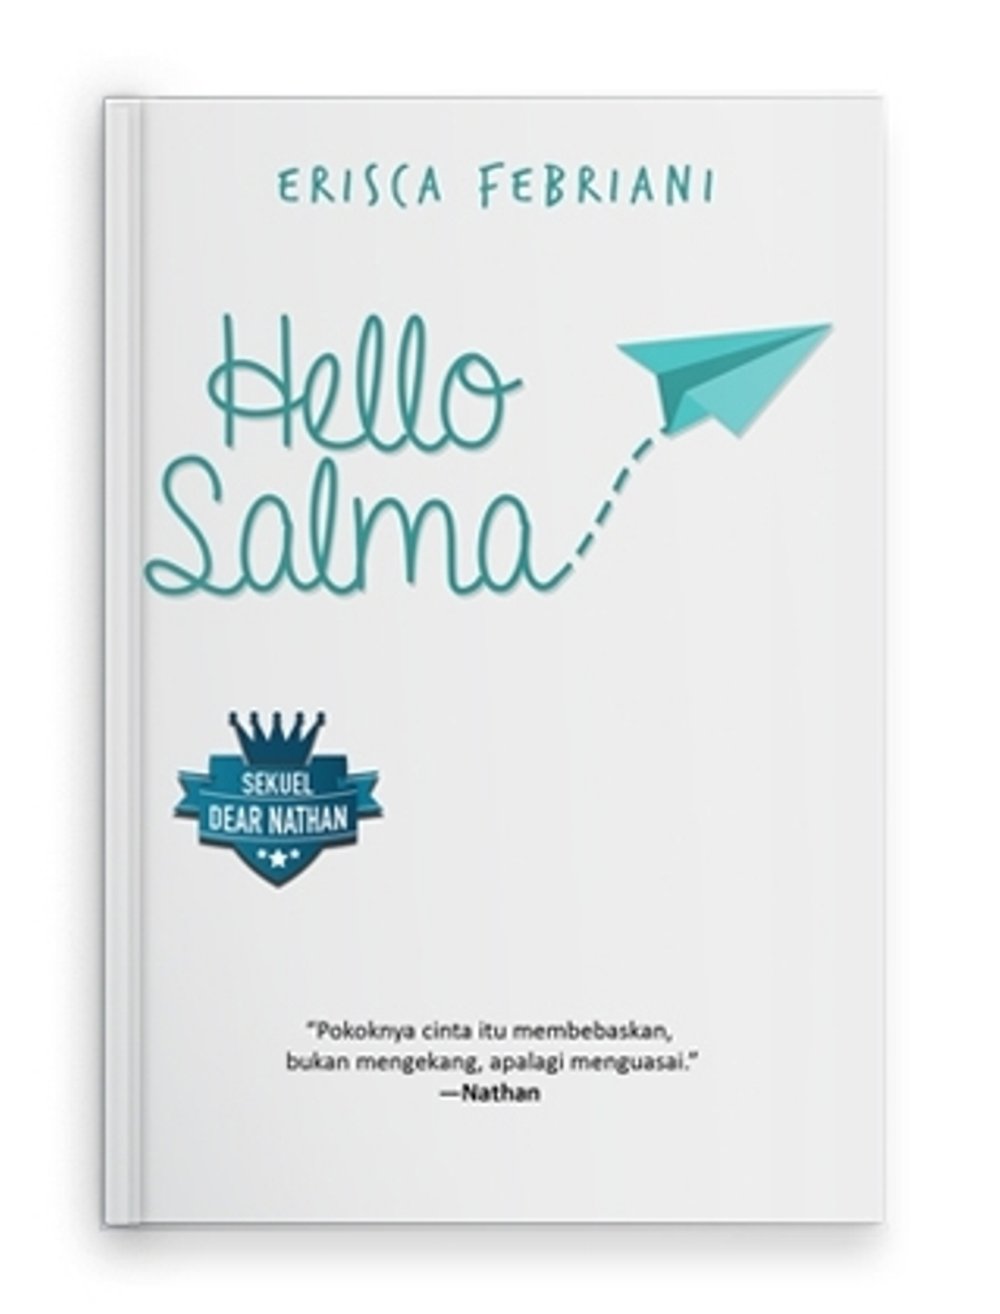 ERISCA FEBRIANI
Hello
Salma
SEKUEL
DEAR NATHAN
"Pokoknya cinta itu membebaskan,
bukan mengekang, apalagi menguasai."
—Nathan